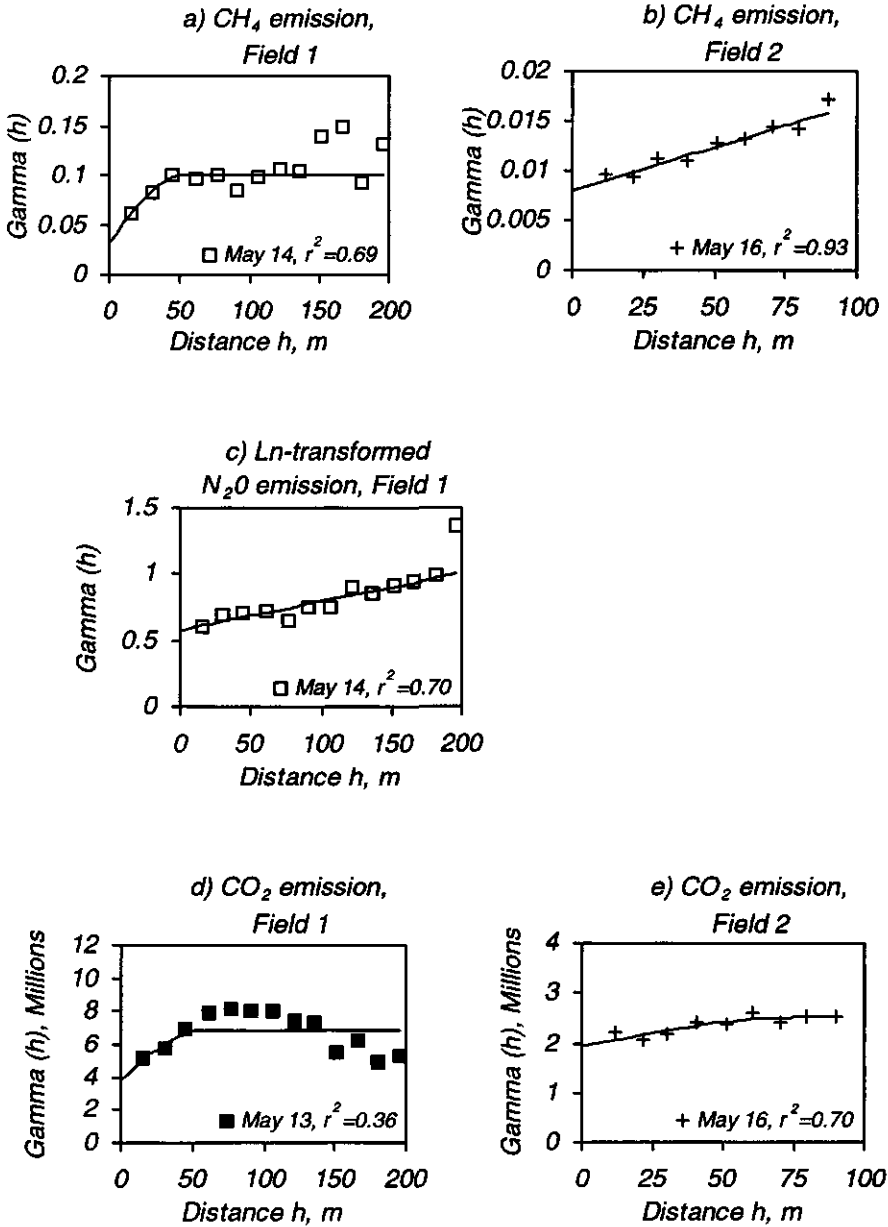 a) CH₄ emission,
Field 1
0.2
0.15
0.1
0.05
0
Gamma (h)
□ May 14, r²=0.69
0 50 100 150 200
Distance h, m
b) CH₄ emission,
Field 2
0.02
0.015
0.01
0.005
0
Gamma (h)
+ May 16, r²=0.93
0 25 50 75 100
Distance h, m
c) Ln-transformed
N₂0 emission, Field 1
1.5
1
0.5
0
Gamma (h)
□ May 14, r²=0.70
0 50 100 150 200
Distance h, m
d) CO₂ emission,
Field 1
12
10
8
6
4
2
0
Gamma (h), Millions
■ May 13, r²=0.36
0 50 100 150 200
Distance h, m
e) CO₂ emission,
Field 2
4
3
2
1
0
Gamma (h), Millions
+ May 16, r²=0.70
0 25 50 75 100
Distance h, m